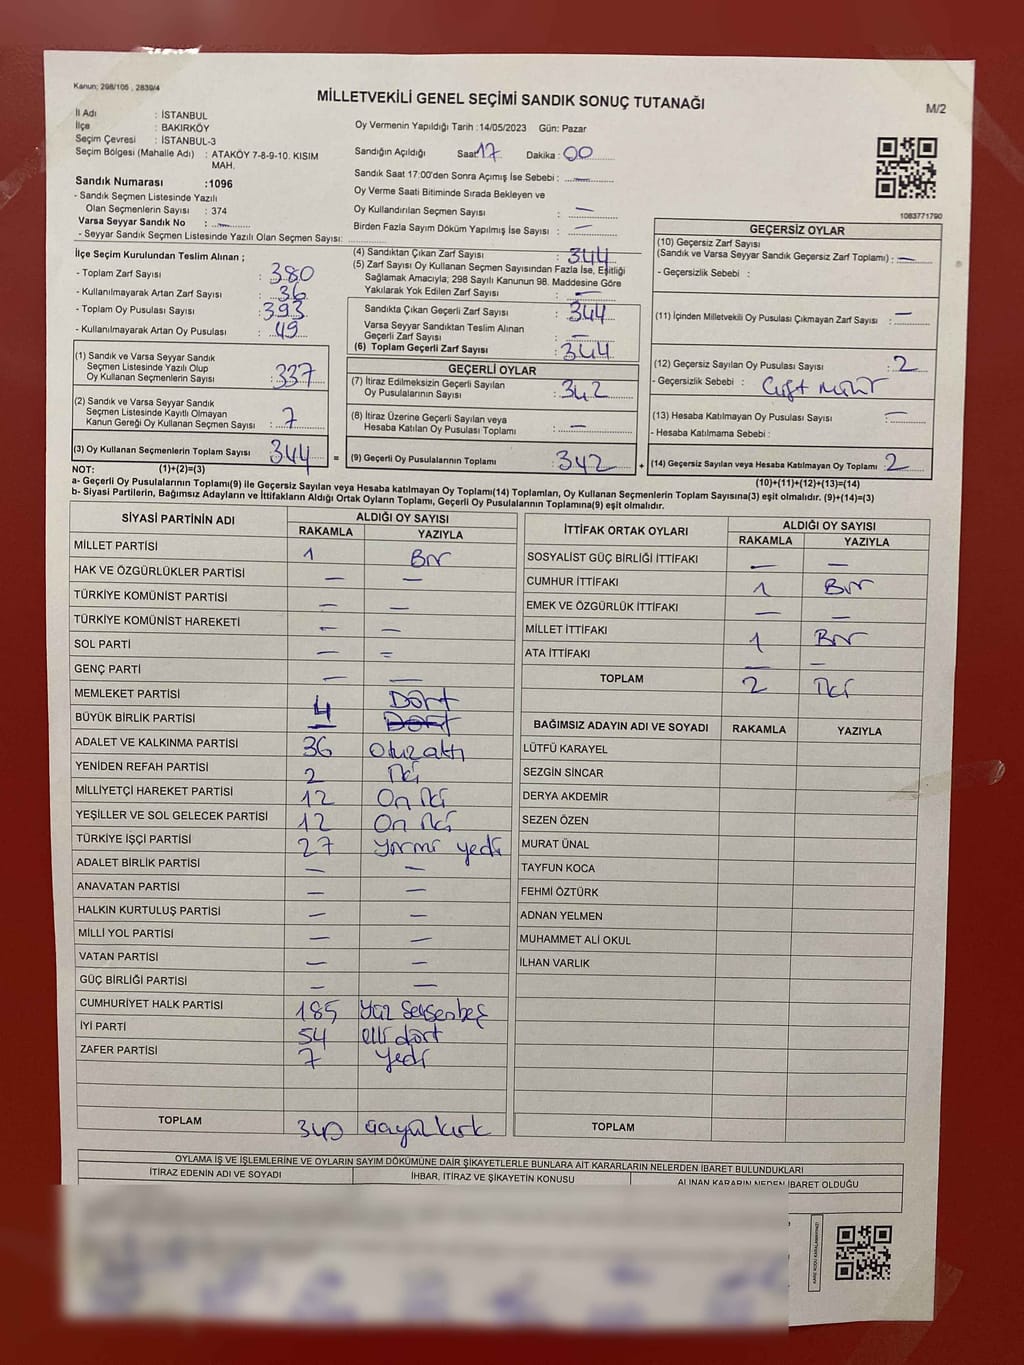 Kanun; 298/105 , 2839/4
MİLLETVEKİLİ GENEL SEÇİMİ SANDIK SONUÇ TUTANAĞI
M/2
İl Adı : İSTANBUL
İlçe : BAKIRKÖY
Seçim Çevresi : İSTANBUL-3
Seçim Bölgesi (Mahalle Adı) : ATAKÖY 7-8-9-10. KISIM
MAH.
Sandık Numarası :1096
- Sandık Seçmen Listesinde Yazılı
Olan Seçmenlerin Sayısı : 374
Varsa Seyyar Sandık No : —
- Seyyar Sandık Seçmen Listesinde Yazılı Olan Seçmen Sayısı:
Oy Vermenin Yapıldığı Tarih :14/05/2023 Gün: Pazar
Sandığın Açıldığı Saat: 17 Dakika : 00
Sandık Saat 17:00'den Sonra Açılmış İse Sebebi : —
Oy Verme Saati Bitiminde Sırada Bekleyen ve
Oy Kullandırılan Seçmen Sayısı : —
Birden Fazla Sayım Döküm Yapılmış İse Sayısı : —
1083771790
İlçe Seçim Kurulundan Teslim Alınan ;
- Toplam Zarf Sayısı : 380
- Kullanılmayarak Artan Zarf Sayısı : 36
- Toplam Oy Pusulası Sayısı : 393
- Kullanılmayarak Artan Oy Pusulası : 49
(1) Sandık ve Varsa Seyyar Sandık
Seçmen Listesinde Yazılı Olup
Oy Kullanan Seçmenlerin Sayısı : 337
(2) Sandık ve Varsa Seyyar Sandık
Seçmen Listesinde Kayıtlı Olmayan
Kanun Gereği Oy Kullanan Seçmen Sayısı : 7
(3) Oy Kullanan Seçmenlerin Toplam Sayısı : 344 =
(4) Sandıktan Çıkan Zarf Sayısı : 344
(5) Zarf Sayısı Oy Kullanan Seçmen Sayısından Fazla İse, Eşitliği
Sağlamak Amacıyla; 298 Sayılı Kanunun 98. Maddesine Göre
Yakılarak Yok Edilen Zarf Sayısı : —
Sandıkta Çıkan Geçerli Zarf Sayısı : 344
Varsa Seyyar Sandıktan Teslim Alınan
Geçerli Zarf Sayısı : —
(6) Toplam Geçerli Zarf Sayısı : 344
GEÇERLİ OYLAR
(7) İtiraz Edilmeksizin Geçerli Sayılan
Oy Pusulalarının Sayısı : 342
(8) İtiraz Üzerine Geçerli Sayılan veya
Hesaba Katılan Oy Pusulası Toplamı : —
(9) Geçerli Oy Pusulalarının Toplamı : 342 +
GEÇERSİZ OYLAR
(10) Geçersiz Zarf Sayısı
(Sandık ve Varsa Seyyar Sandık Geçersiz Zarf Toplamı) : —
- Geçersizlik Sebebi :
(11) İçinden Milletvekili Oy Pusulası Çıkmayan Zarf Sayısı : —
(12) Geçersiz Sayılan Oy Pusulası Sayısı : 2
- Geçersizlik Sebebi : Çift mühür
(13) Hesaba Katılmayan Oy Pusulası Sayısı : —
- Hesaba Katılmama Sebebi :
(14) Geçersiz Sayılan veya Hesaba Katılmayan Oy Toplamı : 2
NOT: (1)+(2)=(3) (10)+(11)+(12)+(13)=(14)
a- Geçerli Oy Pusulalarının Toplamı(9) ile Geçersiz Sayılan veya Hesaba katılmayan Oy Toplamı(14) Toplamları, Oy Kullanan Seçmenlerin Toplam Sayısına(3) eşit olmalıdır. (9)+(14)=(3)
b- Siyasi Partilerin, Bağımsız Adayların ve İttifakların Aldığı Ortak Oyların Toplamı, Geçerli Oy Pusulalarının Toplamına(9) eşit olmalıdır.
SİYASİ PARTİNİN ADI ALDIĞI OY SAYISI
RAKAMLA YAZIYLA
MİLLET PARTİSİ 1 Bir
HAK VE ÖZGÜRLÜKLER PARTİSİ — —
TÜRKİYE KOMÜNİST PARTİSİ — —
TÜRKİYE KOMÜNİST HAREKETİ — —
SOL PARTİ — —
GENÇ PARTİ — —
MEMLEKET PARTİSİ 4 Dört
BÜYÜK BİRLİK PARTİSİ — Dört
ADALET VE KALKINMA PARTİSİ 36 Otuzaltı
YENİDEN REFAH PARTİSİ 2 İki
MİLLİYETÇİ HAREKET PARTİSİ 12 On İki
YEŞİLLER VE SOL GELECEK PARTİSİ 12 On İki
TÜRKİYE İŞÇİ PARTİSİ 27 yirmi yedi
ADALET BİRLİK PARTİSİ — —
ANAVATAN PARTİSİ — —
HALKIN KURTULUŞ PARTİSİ — —
MİLLİ YOL PARTİSİ — —
VATAN PARTİSİ — —
GÜÇ BİRLİĞİ PARTİSİ — —
CUMHURİYET HALK PARTİSİ 185 Yüz Seksenbeş
İYİ PARTİ 54 elli dört
ZAFER PARTİSİ 7 Yedi
TOPLAM 340 üçyüzkırk
İTTİFAK ORTAK OYLARI ALDIĞI OY SAYISI
RAKAMLA YAZIYLA
SOSYALİST GÜÇ BİRLİĞİ İTTİFAKI — —
CUMHUR İTTİFAKI 1 Bir
EMEK VE ÖZGÜRLÜK İTTİFAKI — —
MİLLET İTTİFAKI 1 Bir
ATA İTTİFAKI — —
TOPLAM 2 İki
BAĞIMSIZ ADAYIN ADI VE SOYADI RAKAMLA YAZIYLA
LÜTFÜ KARAYEL
SEZGİN SİNCAR
DERYA AKDEMİR
SEZEN ÖZEN
MURAT ÜNAL
TAYFUN KOCA
FEHMİ ÖZTÜRK
ADNAN YELMEN
MUHAMMET ALİ OKUL
İLHAN VARLIK
TOPLAM
OYLAMA İŞ VE İŞLEMLERİNE VE OYLARIN SAYIM DÖKÜMÜNE DAİR ŞİKAYETLERLE BUNLARA AİT KARARLARIN NELERDEN İBARET BULUNDUKLARI
İTİRAZ EDENİN ADI VE SOYADI İHBAR, İTİRAZ VE ŞİKAYETİN KONUSU ALINAN KARARIN NEDEN İBARET OLDUĞU
KARE KODU KARALAMAYINIZ!